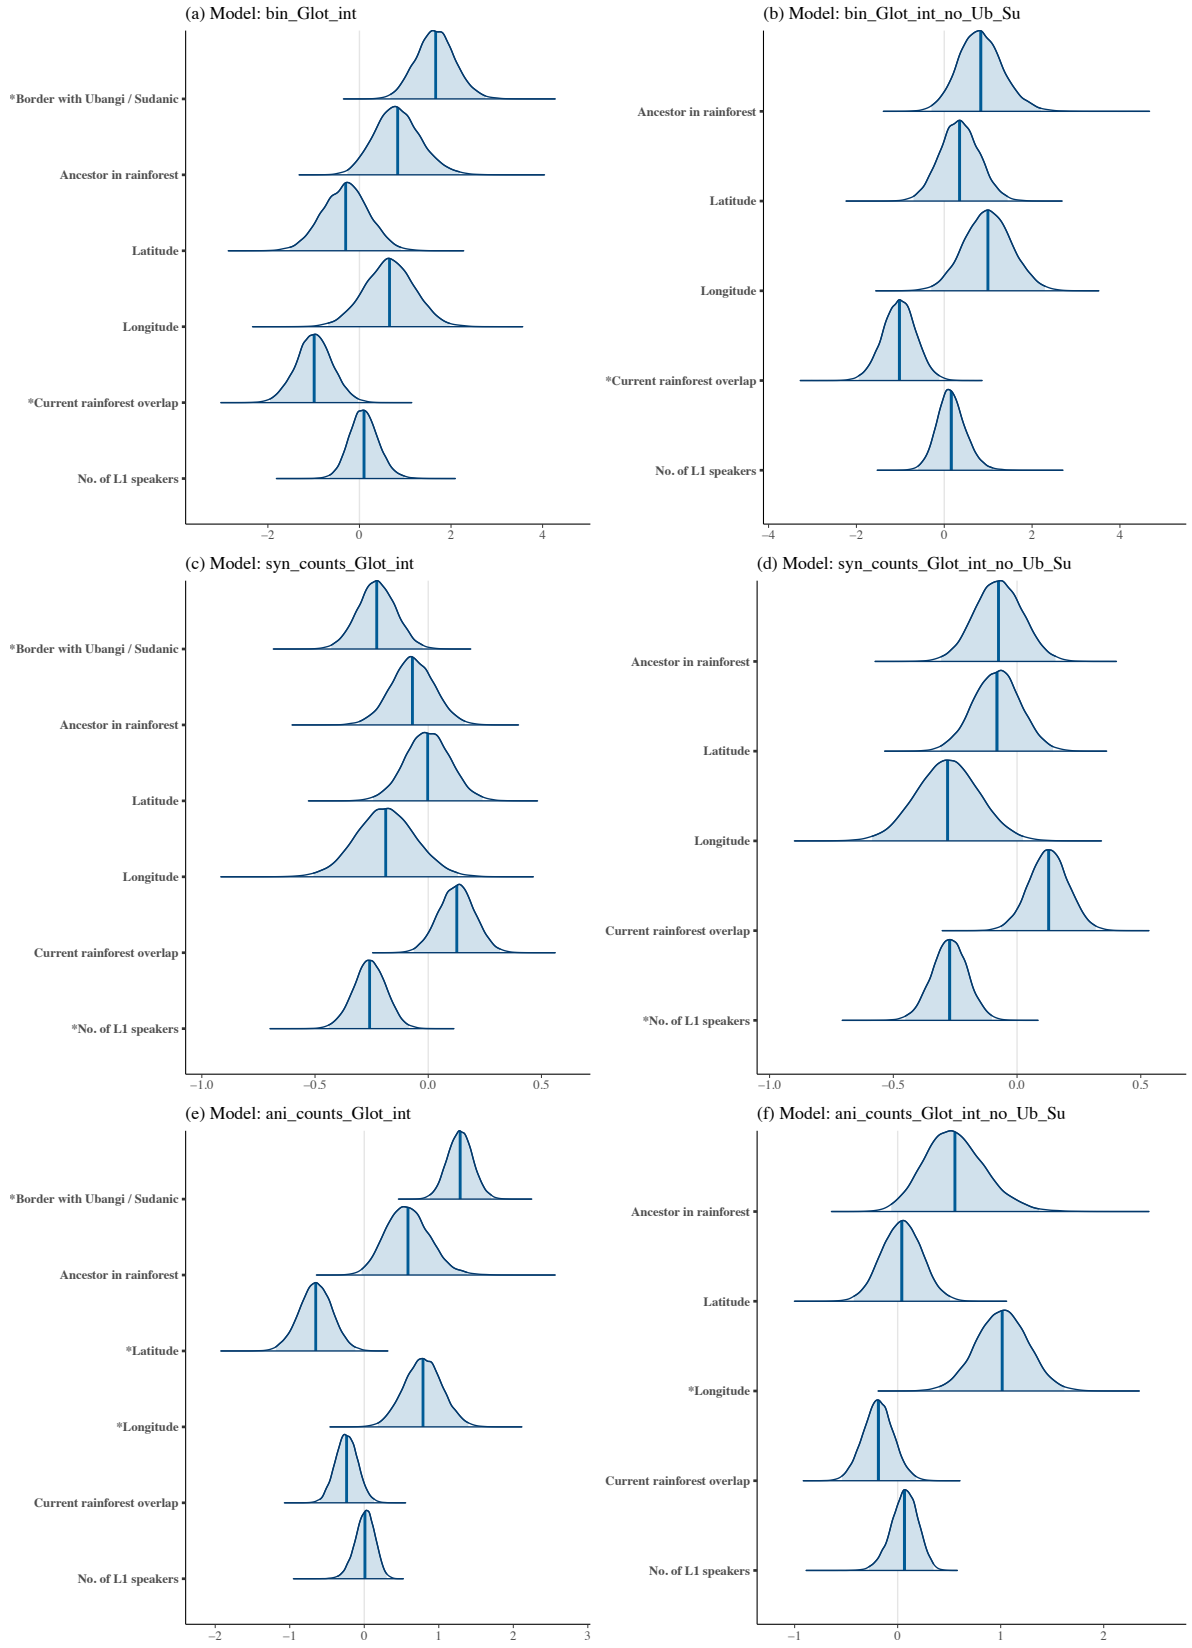 (a) Model: bin_Glot_int
*Border with Ubangi / Sudanic
Ancestor in rainforest
Latitude
Longitude
*Current rainforest overlap
No. of L1 speakers
−2 0 2 4
(b) Model: bin_Glot_int_no_Ub_Su
Ancestor in rainforest
Latitude
Longitude
*Current rainforest overlap
No. of L1 speakers
−4 −2 0 2 4
(c) Model: syn_counts_Glot_int
*Border with Ubangi / Sudanic
Ancestor in rainforest
Latitude
Longitude
Current rainforest overlap
*No. of L1 speakers
−1.0 −0.5 0.0 0.5
(d) Model: syn_counts_Glot_int_no_Ub_Su
Ancestor in rainforest
Latitude
Longitude
Current rainforest overlap
*No. of L1 speakers
−1.0 −0.5 0.0 0.5
(e) Model: ani_counts_Glot_int
*Border with Ubangi / Sudanic
Ancestor in rainforest
*Latitude
*Longitude
Current rainforest overlap
No. of L1 speakers
−2 −1 0 1 2 3
(f) Model: ani_counts_Glot_int_no_Ub_Su
Ancestor in rainforest
Latitude
*Longitude
Current rainforest overlap
No. of L1 speakers
−1 0 1 2